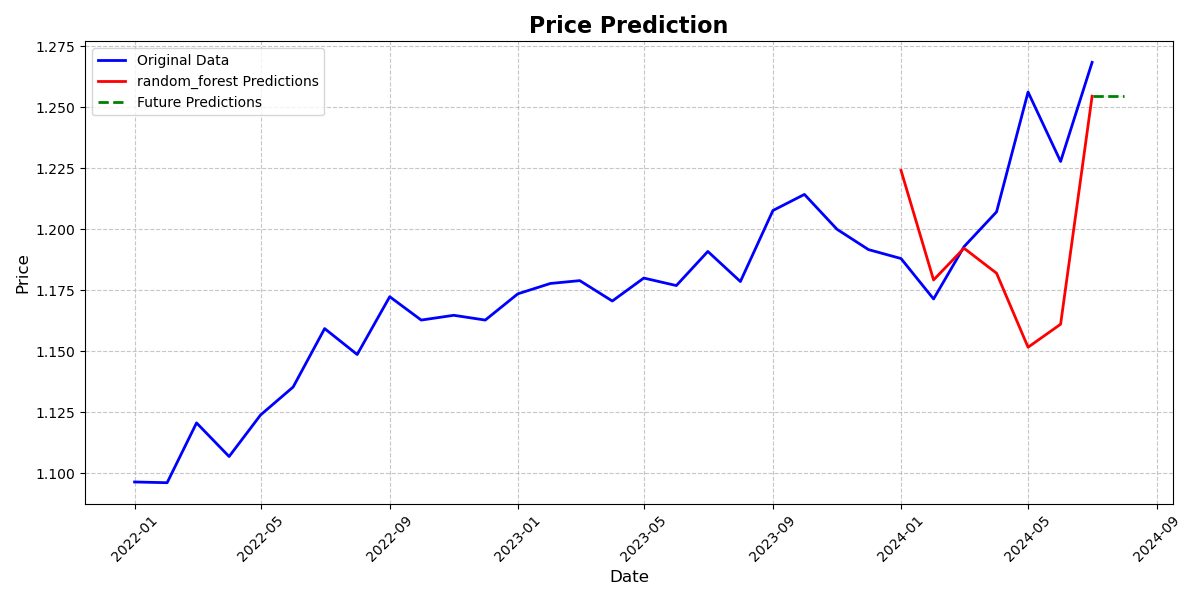 Price Prediction
Original Data
random_forest Predictions
Future Predictions
Price
1.275
1.250
1.225
1.200
1.175
1.150
1.125
1.100
2022-01
2022-05
2022-09
2023-01
2023-05
2023-09
2024-01
2024-05
2024-09
Date